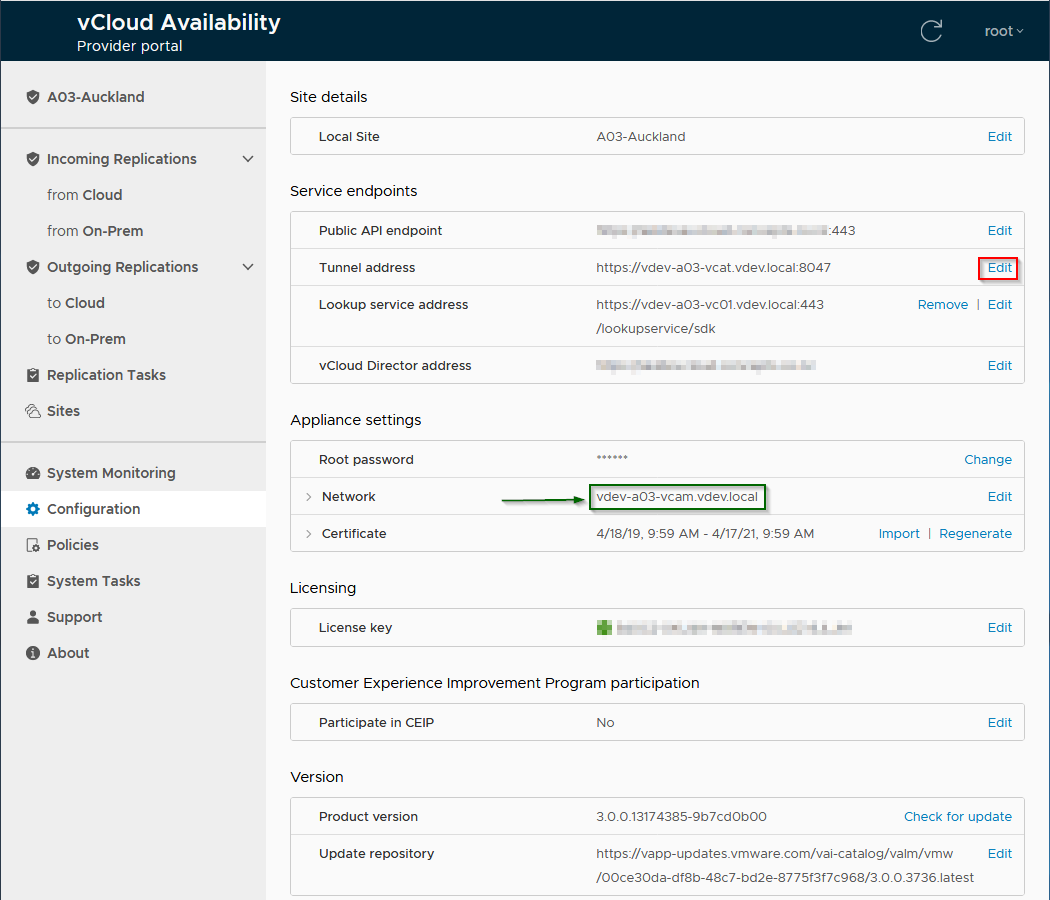 vCloud Availability
Provider portal
root
A03-Auckland
Incoming Replications
from Cloud
from On-Prem
Outgoing Replications
to Cloud
to On-Prem
Replication Tasks
Sites
System Monitoring
Configuration
Policies
System Tasks
Support
About
Site details
Local Site A03-Auckland Edit
Service endpoints
Public API endpoint :443 Edit
Tunnel address https://vdev-a03-vcat.vdev.local:8047 Edit
Lookup service address https://vdev-a03-vc01.vdev.local:443 Remove | Edit
/lookupservice/sdk
vCloud Director address Edit
Appliance settings
Root password ****** Change
Network vdev-a03-vcam.vdev.local Edit
Certificate 4/18/19, 9:59 AM - 4/17/21, 9:59 AM Import | Regenerate
Licensing
License key Edit
Customer Experience Improvement Program participation
Participate in CEIP No Edit
Version
Product version 3.0.0.13174385-9b7cd0b00 Check for update
Update repository https://vapp-updates.vmware.com/vai-catalog/valm/vmw Edit
/00ce30da-df8b-48c7-bd2e-8775f3f7c968/3.0.0.3736.latest